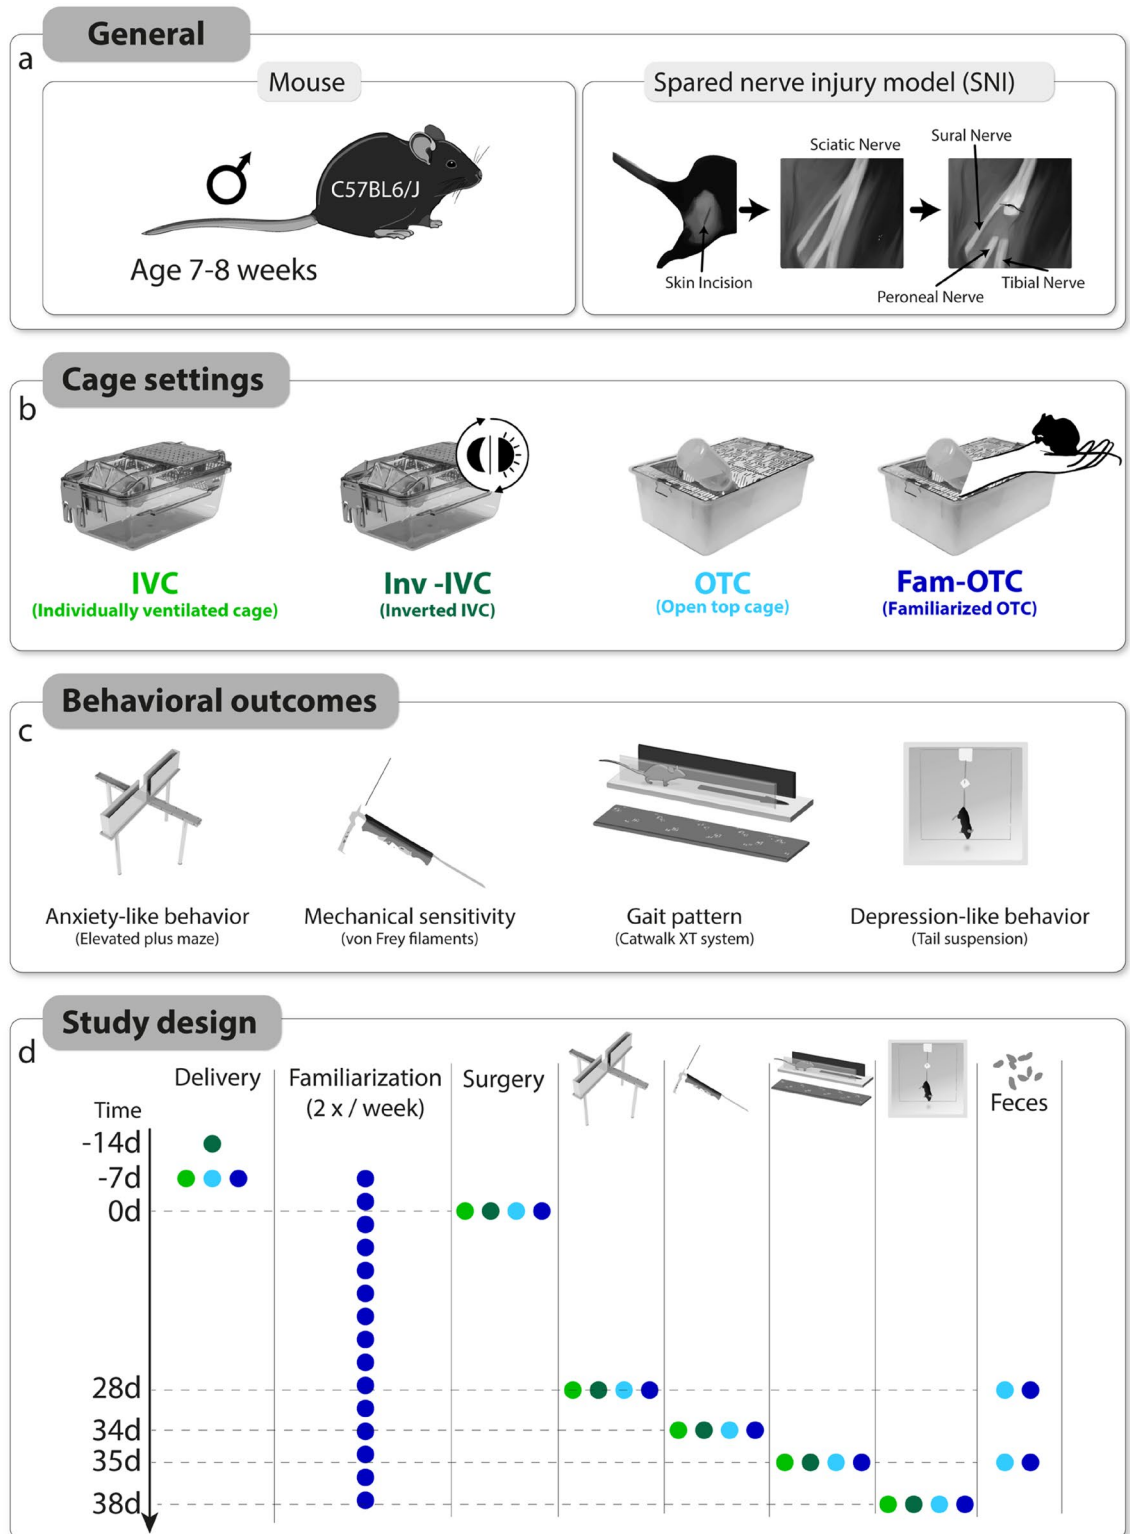 General
a
Mouse
C57BL6/J
Age 7-8 weeks
Spared nerve injury model (SNI)
Sciatic Nerve
Sural Nerve
Skin Incision
Peroneal Nerve
Tibial Nerve
Cage settings
b
IVC
(Individually ventilated cage)
Inv -IVC
(Inverted IVC)
OTC
(Open top cage)
Fam-OTC
(Familiarized OTC)
Behavioral outcomes
c
Anxiety-like behavior
(Elevated plus maze)
Mechanical sensitivity
(von Frey filaments)
Gait pattern
(Catwalk XT system)
Depression-like behavior
(Tail suspension)
Study design
d
Delivery
Familiarization
(2 x / week)
Surgery
Feces
Time
-14d
-7d
0d
28d
34d
35d
38d